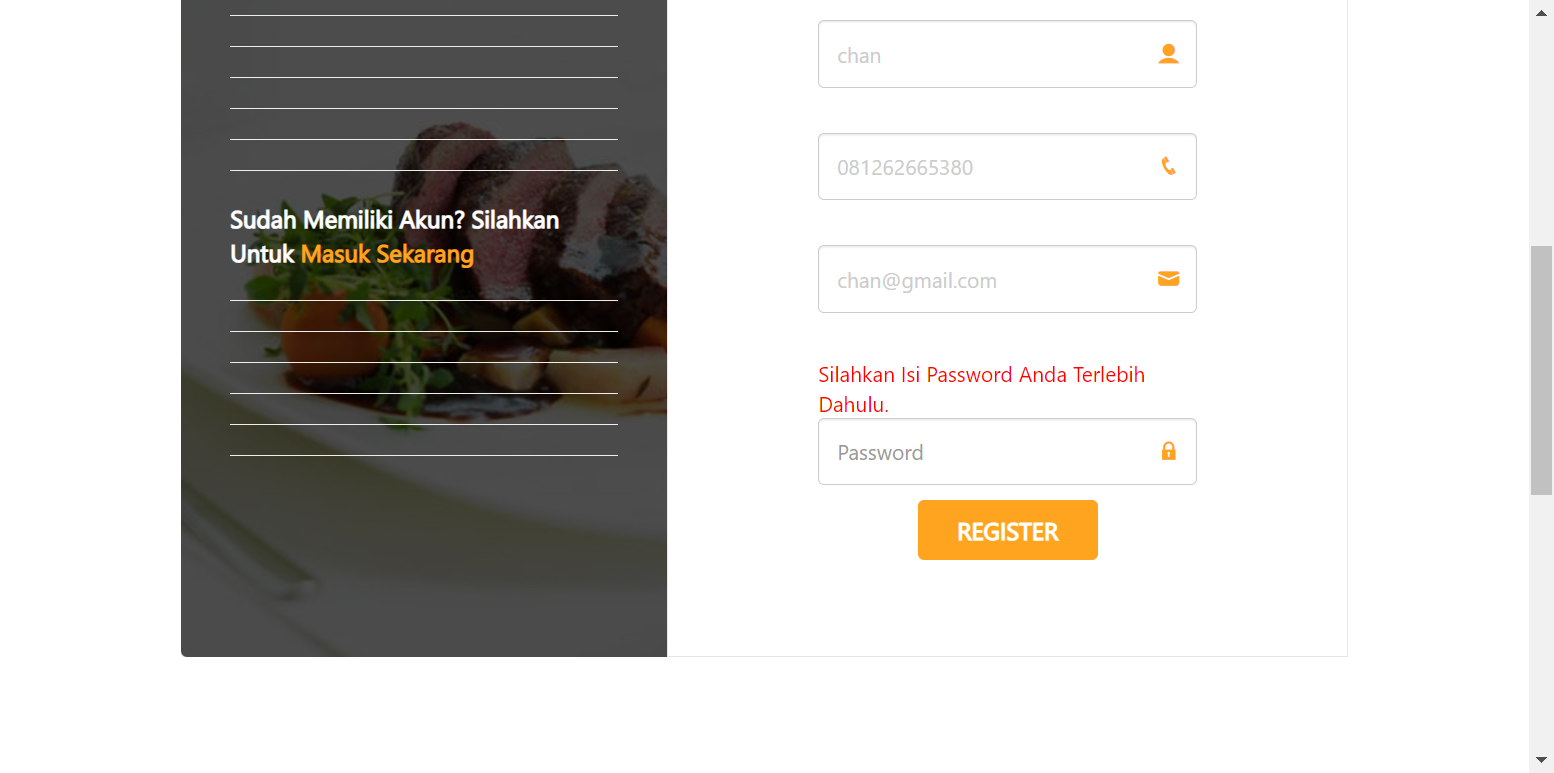 Sudah Memiliki Akun? Silahkan
Untuk Masuk Sekarang
chan
081262665380
chan@gmail.com
Silahkan Isi Password Anda Terlebih
Dahulu.
Password
REGISTER